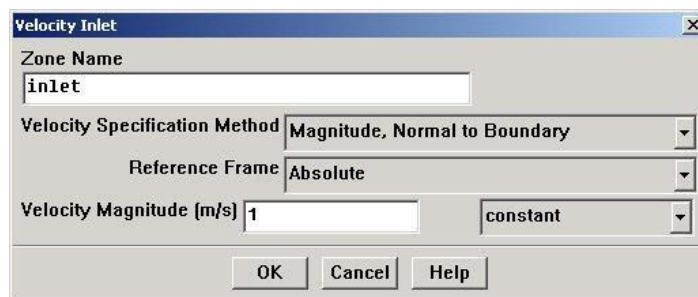 Velocity Inlet
Zone Name
inlet
Velocity Specification Method Magnitude, Normal to Boundary
Reference Frame Absolute
Velocity Magnitude (m/s) 1 constant
OK Cancel Help